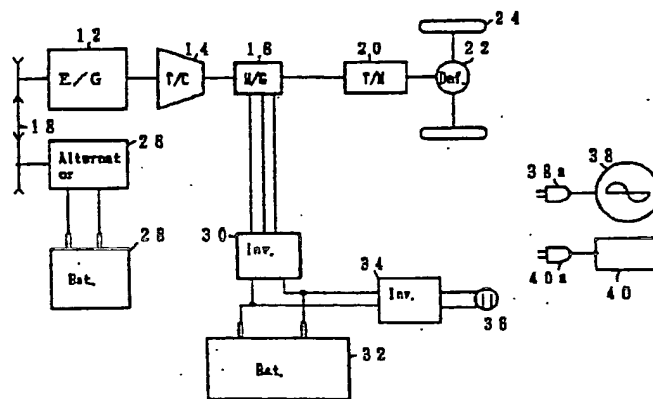 12
14
16
20
24
22
E/G
T/C
M/G
T/M
Def.
18
26
Alternat
or
38a
38
28
Bat.
30
Inv.
34
Inv.
36
40a
40
32
Bat.